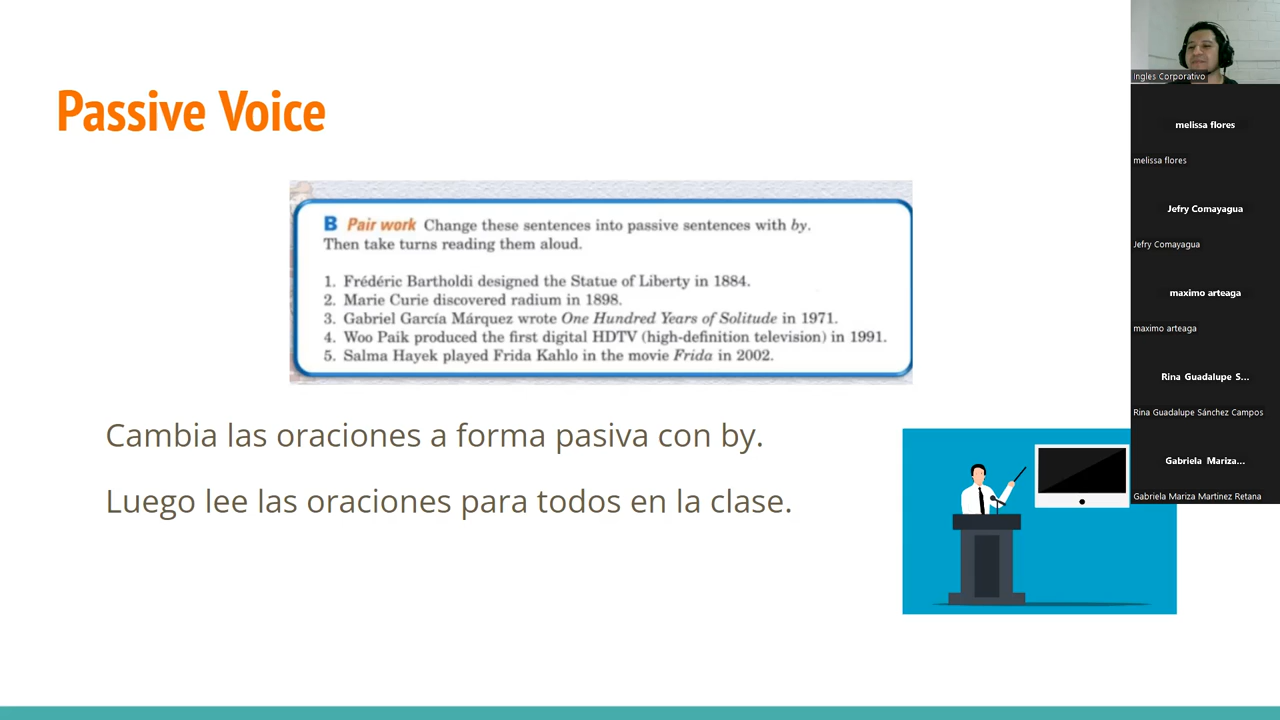 Passive Voice
B Pair work Change these sentences into passive sentences with by.
Then take turns reading them aloud.
1. Frédéric Bartholdi designed the Statue of Liberty in 1884.
2. Marie Curie discovered radium in 1898.
3. Gabriel García Márquez wrote One Hundred Years of Solitude in 1971.
4. Woo Paik produced the first digital HDTV (high-definition television) in 1991.
5. Salma Hayek played Frida Kahlo in the movie Frida in 2002.
Cambia las oraciones a forma pasiva con by.
Luego lee las oraciones para todos en la clase.
Ingles Corporativo
melissa flores
melissa flores
Jefry Comayagua
Jefry Comayagua
maximo arteaga
maximo arteaga
Rina Guadalupe S...
Rina Guadalupe Sánchez Campos
Gabriela Mariza...
Gabriela Mariza Martinez Retana